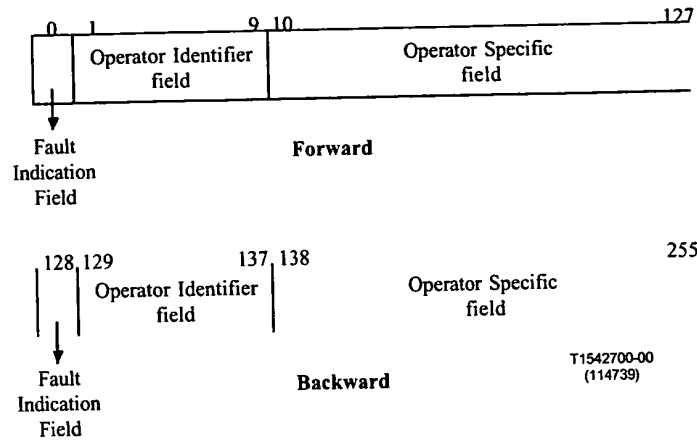 0 1 9 10 127
Operator Identifier
field
Operator Specific
field
Fault
Indication
Field
Forward
128 129 137 138 255
Operator Identifier
field
Operator Specific
field
Fault
Indication
Field
Backward
T1542700-00
(114739)